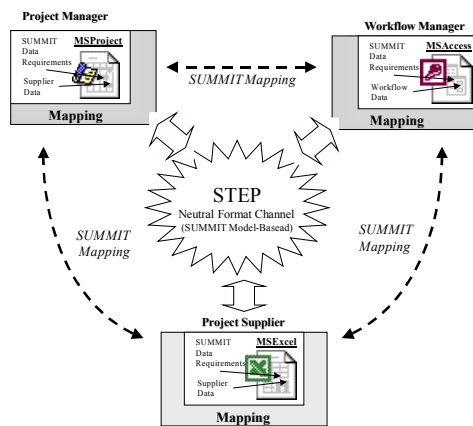 Project Manager
SUMMIT
Data
Requirements
MSProject
Supplier
Data
Mapping
Workflow Manager
SUMMIT
Data
Requirements
MSAccess
Workflow
Data
Mapping
SUMMIT Mapping
STEP
Neutral Format Channel
(SUMMIT Model-Basead)
SUMMIT
Mapping
SUMMIT
Mapping
Project Supplier
SUMMIT
Data
Requirements
MSExcel
Supplier
Data
Mapping